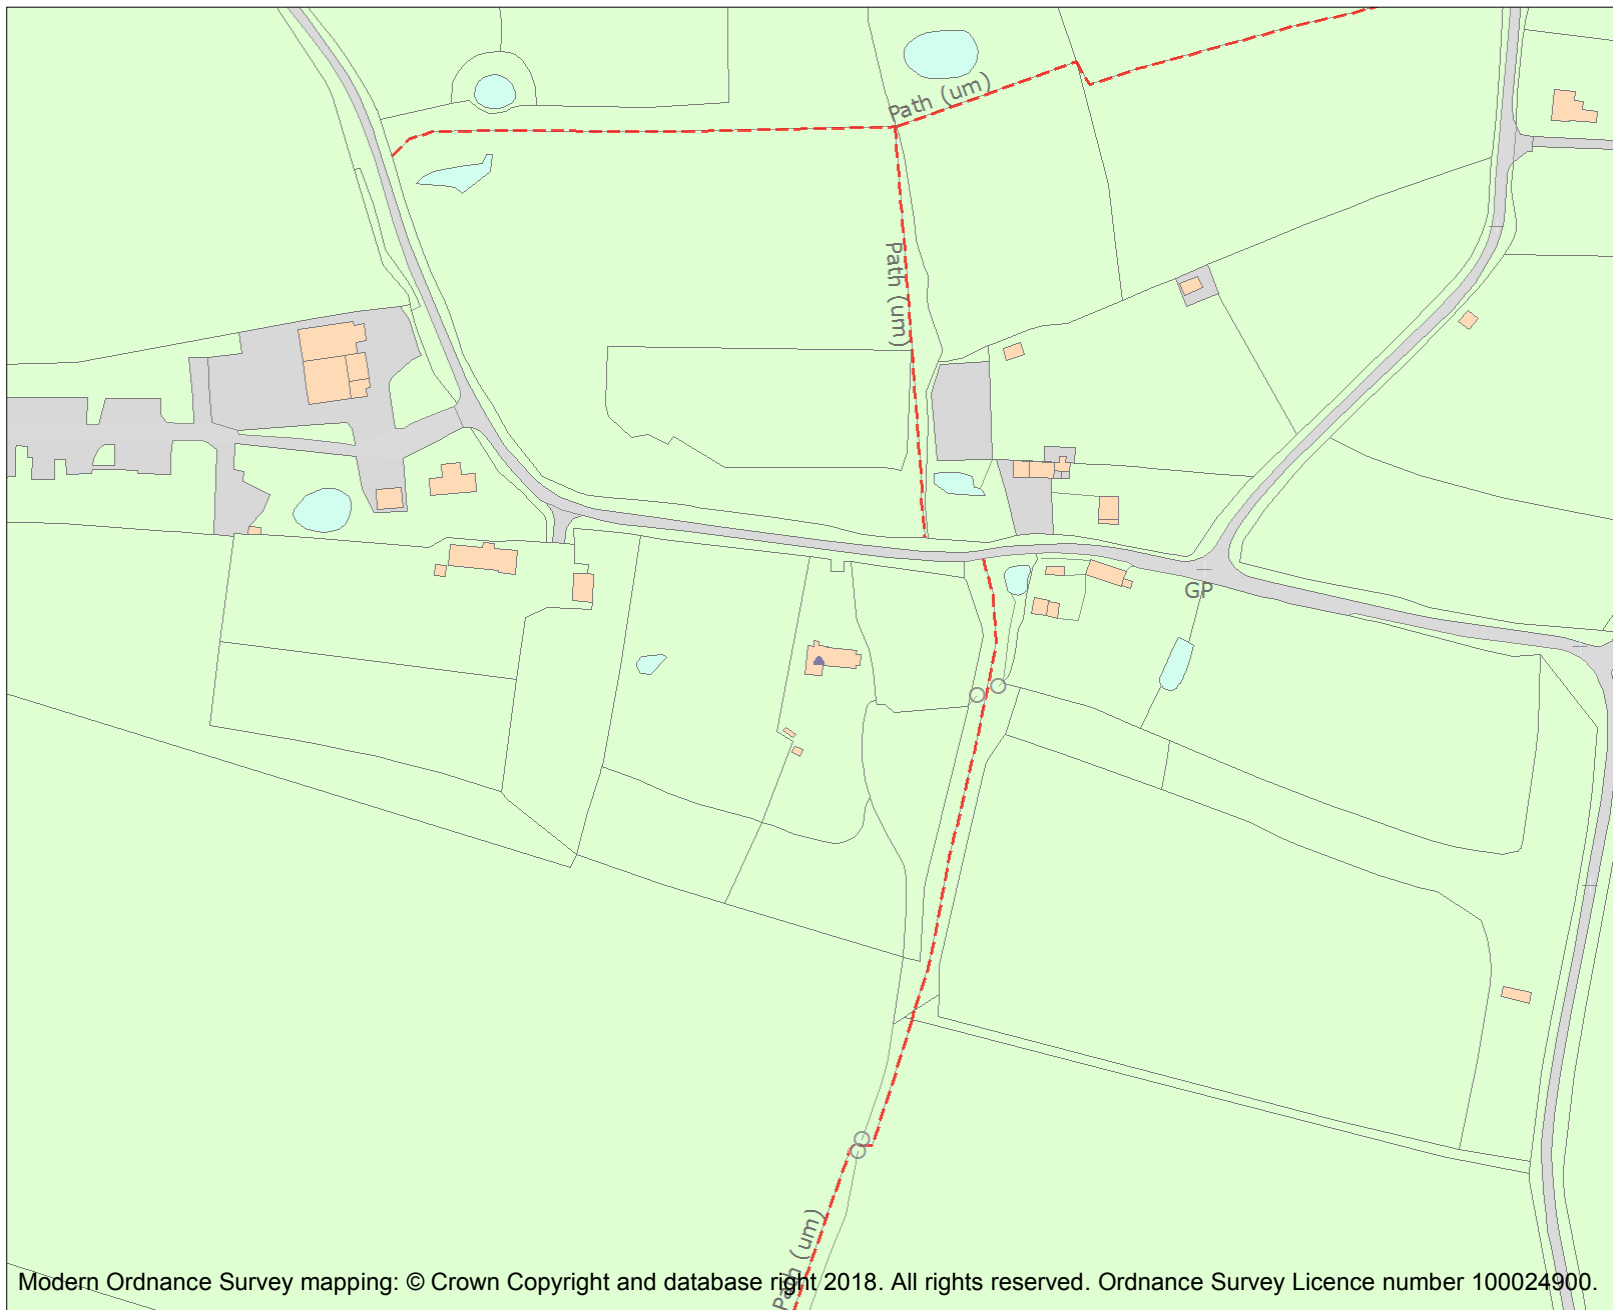 Path (um)
Path (um)
GP
Path (um)
Modern Ordnance Survey mapping: © Crown Copyright and database right 2018. All rights reserved. Ordnance Survey Licence number 100024900.